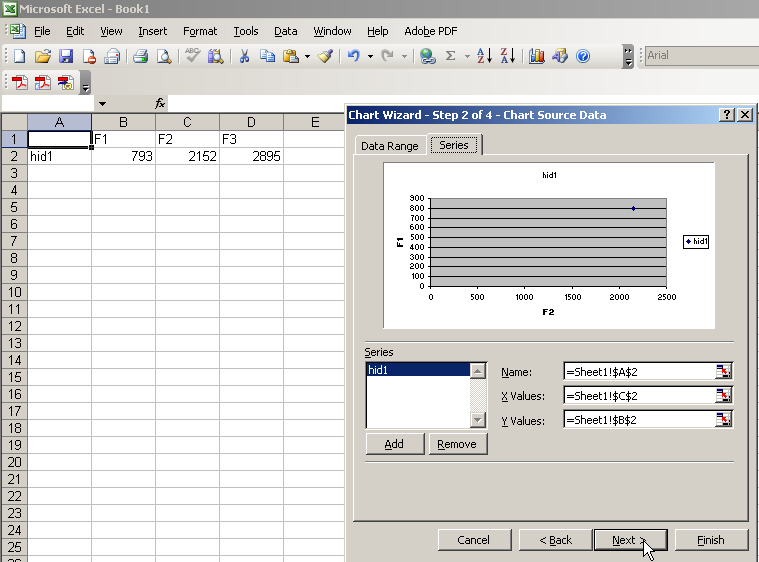 Microsoft Excel - Book1
File Edit View Insert Format Tools Data Window Help Adobe PDF
ABC Σ A Z Z A ? Arial
fx
A B C D E
1 F1 F2 F3
2 hid1 793 2152 2895
3
4
5
6
7
8
9
10
11
12
13
14
15
16
17
18
19
20
21
22
23
24
25
26
Chart Wizard - Step 2 of 4 - Chart Source Data
Data Range Series
hid1
900
800
700
600
500
400
300
200
100
0
F1
0 500 1000 1500 2000 2500
F2
hid1
Series
hid1
Name: =Sheet1!$A$2
X Values: =Sheet1!$C$2
Y Values: =Sheet1!$B$2
Add Remove
Cancel < Back Next > Finish